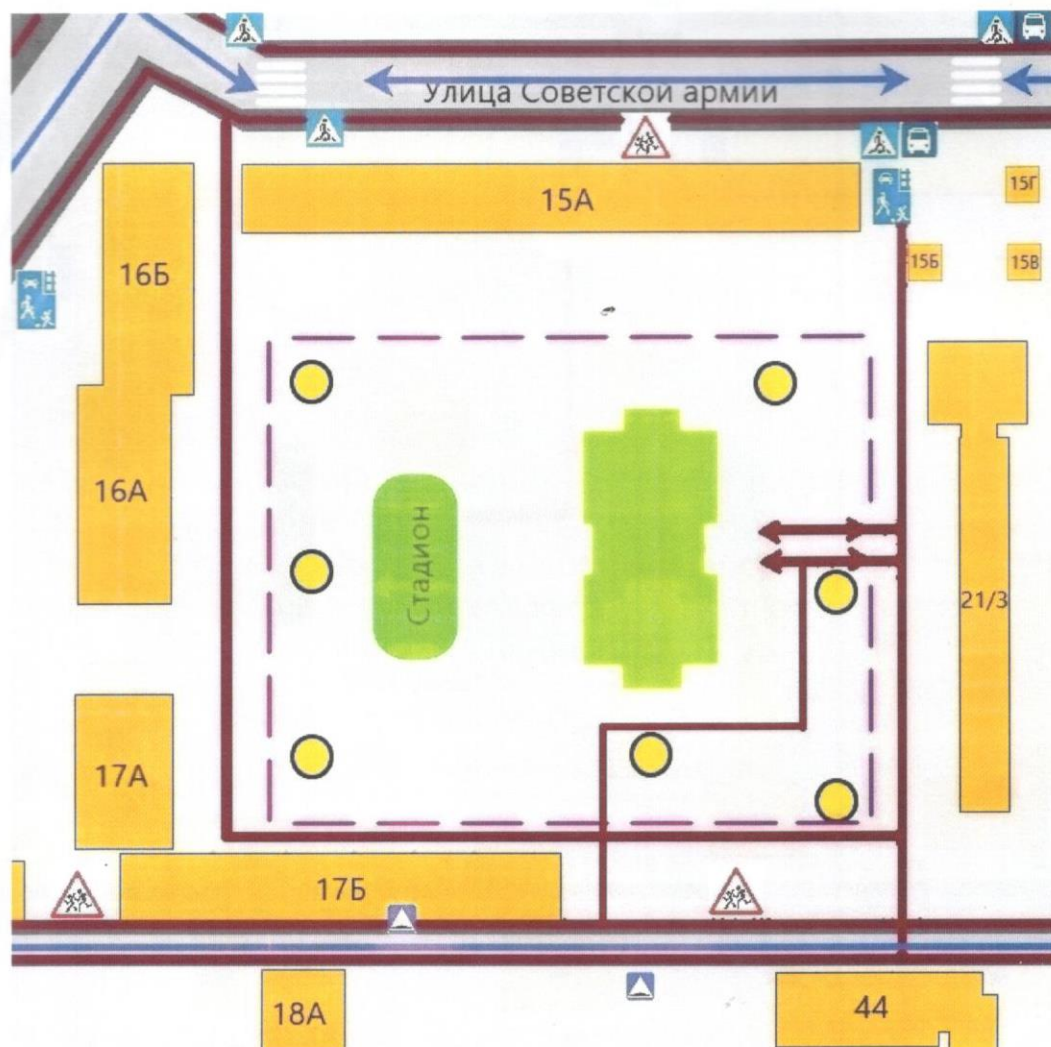 Улица Советской армии
15А
15Г
16Б
15Б
15В
16А
Стадион
21/3
17А
17Б
18А
44